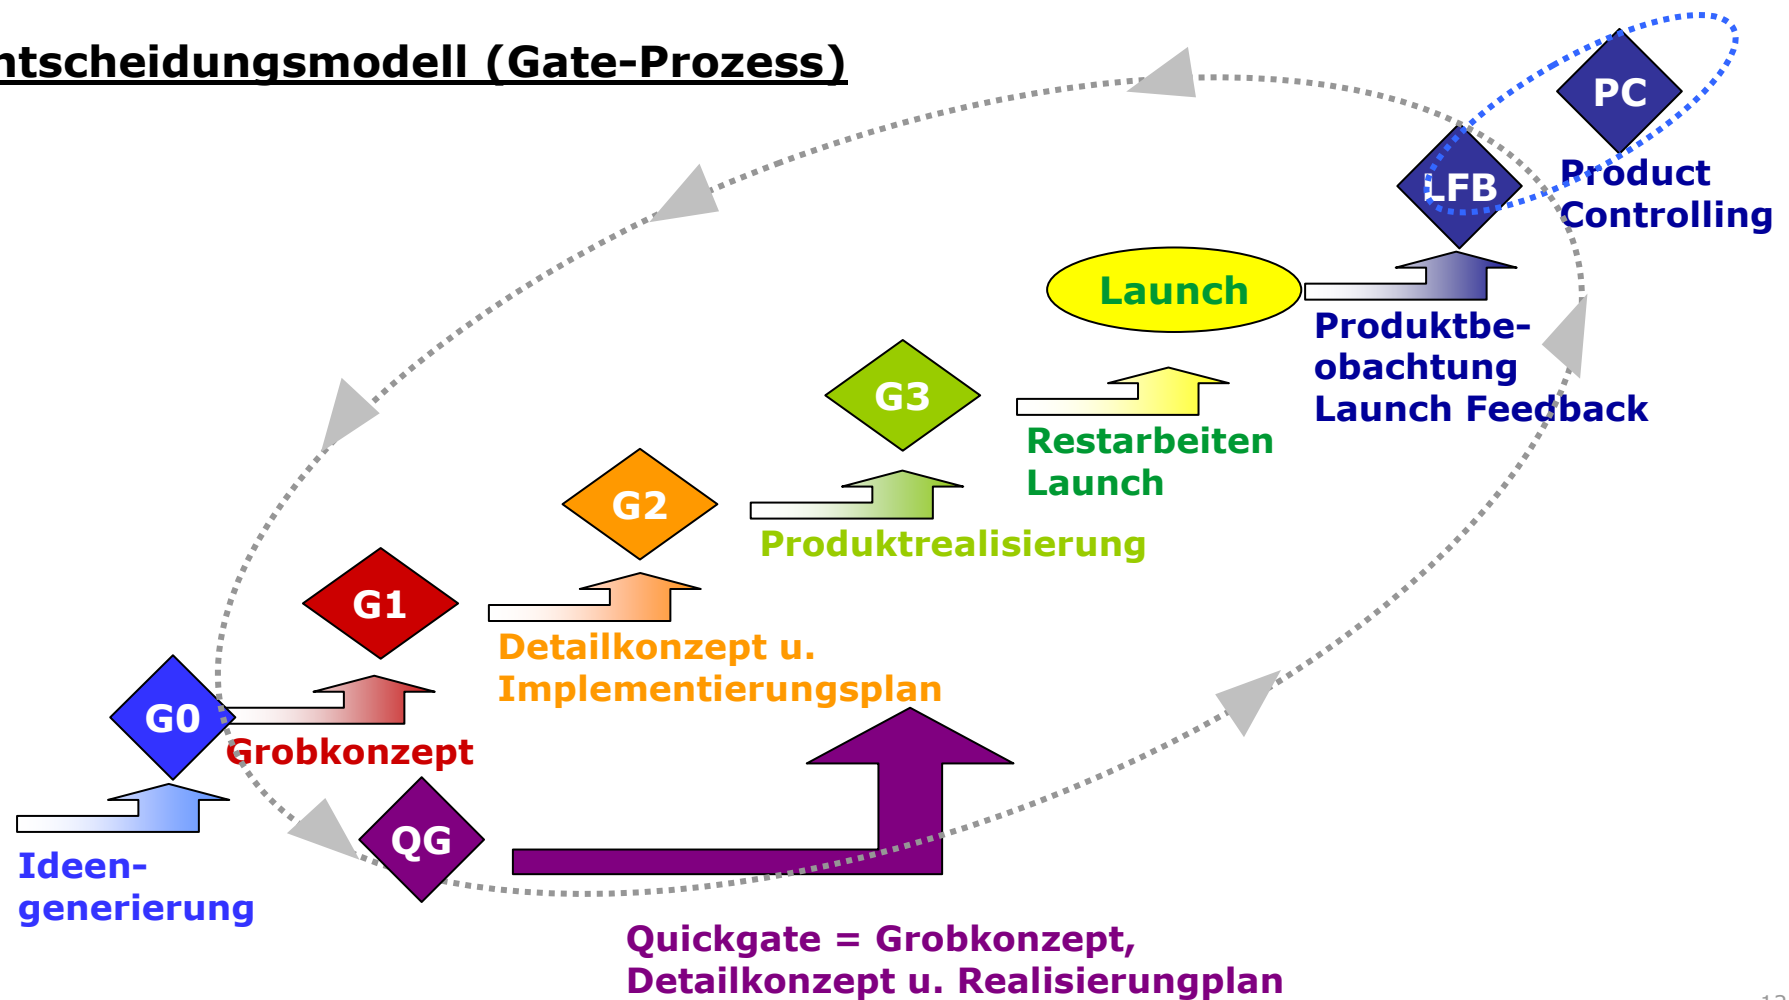 ntscheidungsmodell (Gate-Prozess)
PC
Product
Controlling
LFB
Launch
Produktbe-
obachtung
Launch Feedback
G3
Restarbeiten
Launch
G2
Produktrealisierung
G1
Detailkonzept u.
Implementierungsplan
G0
Grobkonzept
QG
Ideen-
generierung
Quickgate = Grobkonzept,
Detailkonzept u. Realisierungplan